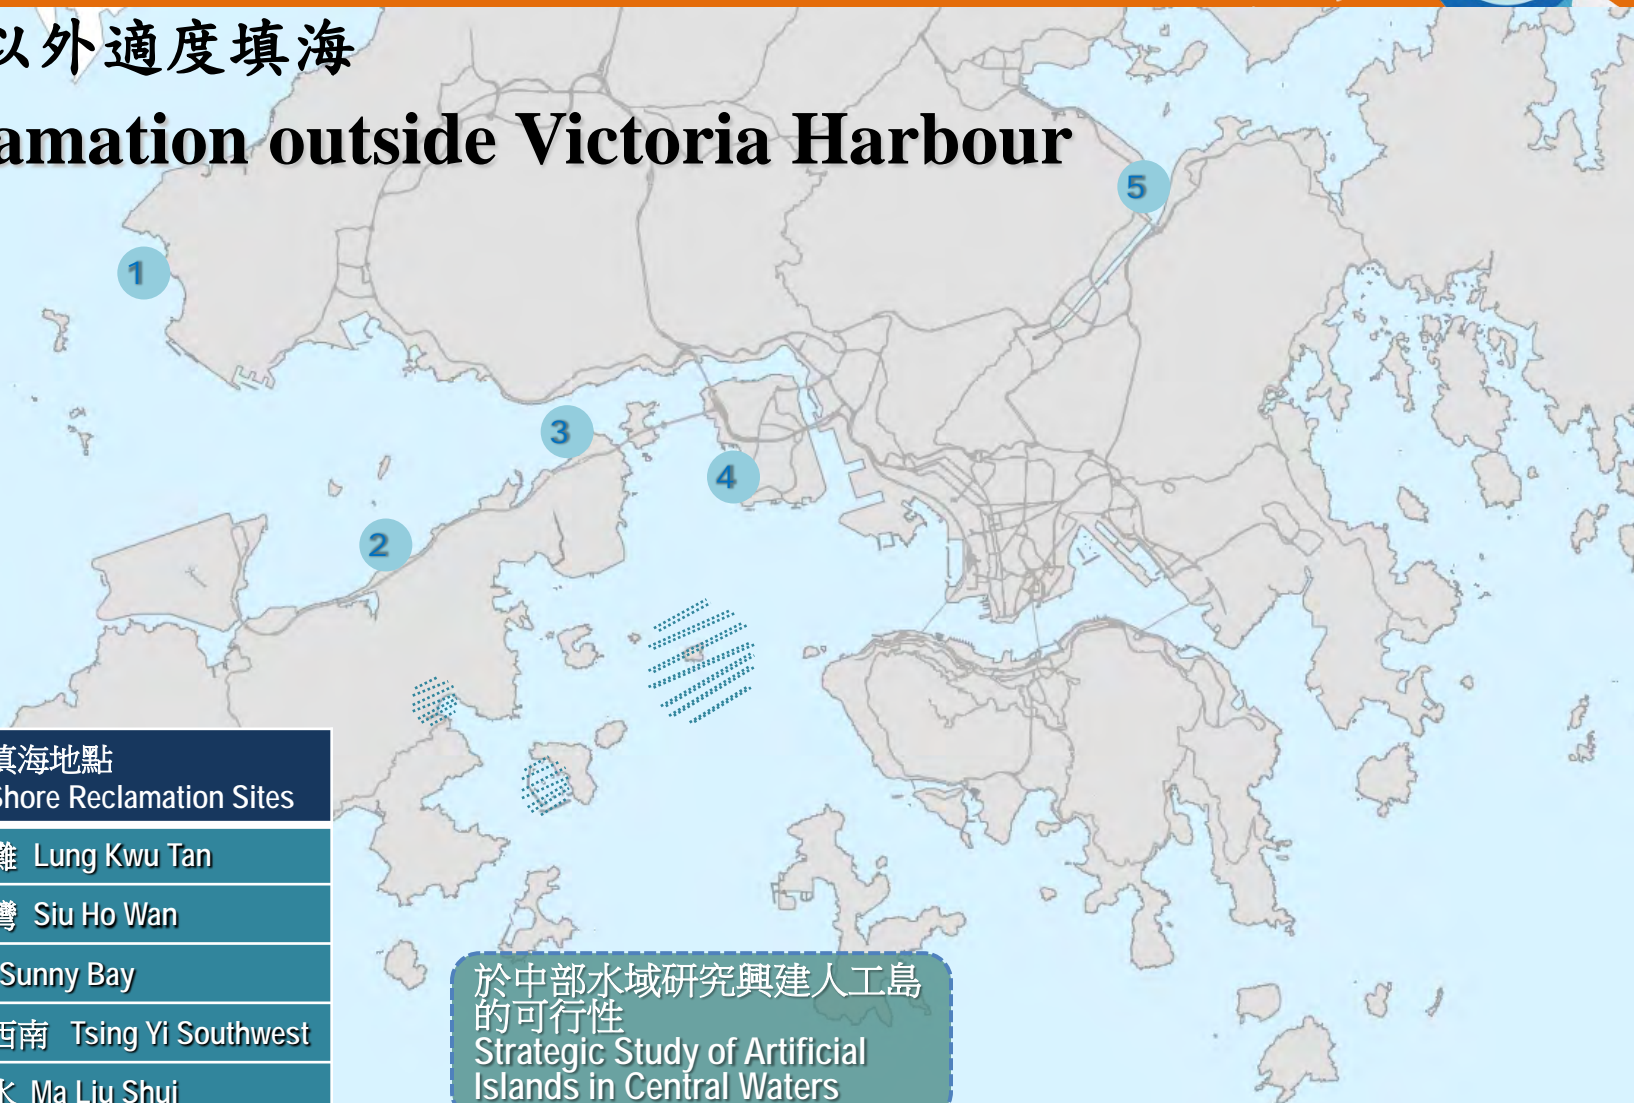 以外適度填海
amation outside Victoria Harbour
5
1
3
4
2
填海地點
Shore Reclamation Sites
灘 Lung Kwu Tan
灣 Siu Ho Wan
Sunny Bay
西南 Tsing Yi Southwest
水 Ma Liu Shui
於中部水域研究興建人工島
的可行性
Strategic Study of Artificial
Islands in Central Waters